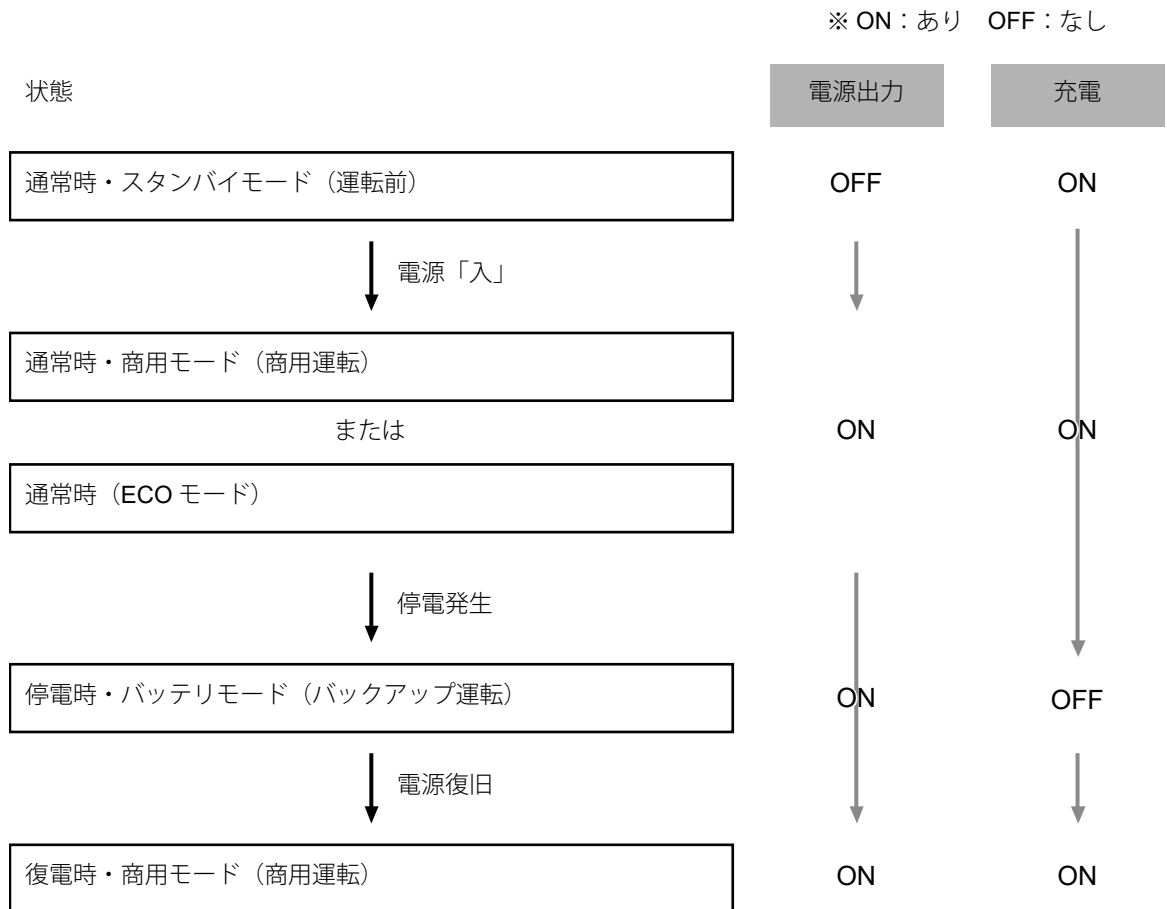 ※ ON：あり　OFF：なし
状態　電源出力　充電
通常時・スタンバイモード（運転前）　OFF　ON
電源「入」
通常時・商用モード（商用運転）
または　ON　ON
通常時（ECO モード）
停電発生
停電時・バッテリモード（バックアップ運転）　ON　OFF
電源復旧
復電時・商用モード（商用運転）　ON　ON